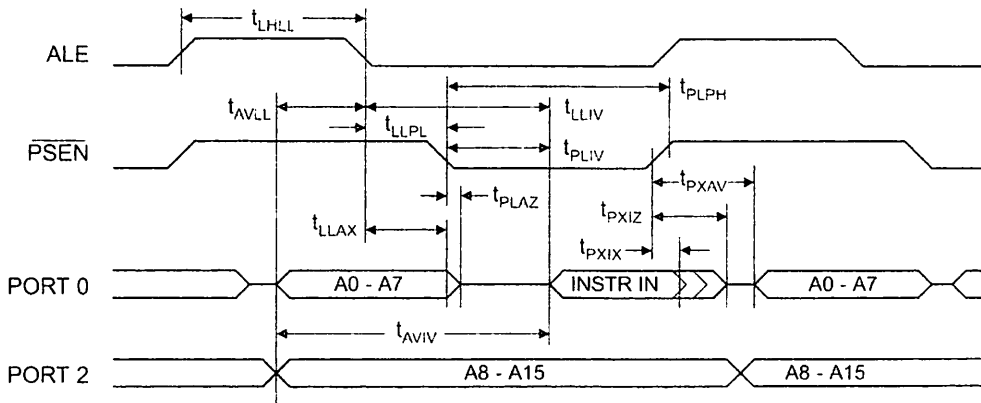 tLHLL
ALE
tPLPH
tAVLL
tLLIV
tLLPL
PSEN
tPLIV
tPXAV
tPLAZ
tPXIZ
tLLAX
tPXIX
PORT 0
A0 - A7
INSTR IN
A0 - A7
tAVIV
PORT 2
A8 - A15
A8 - A15